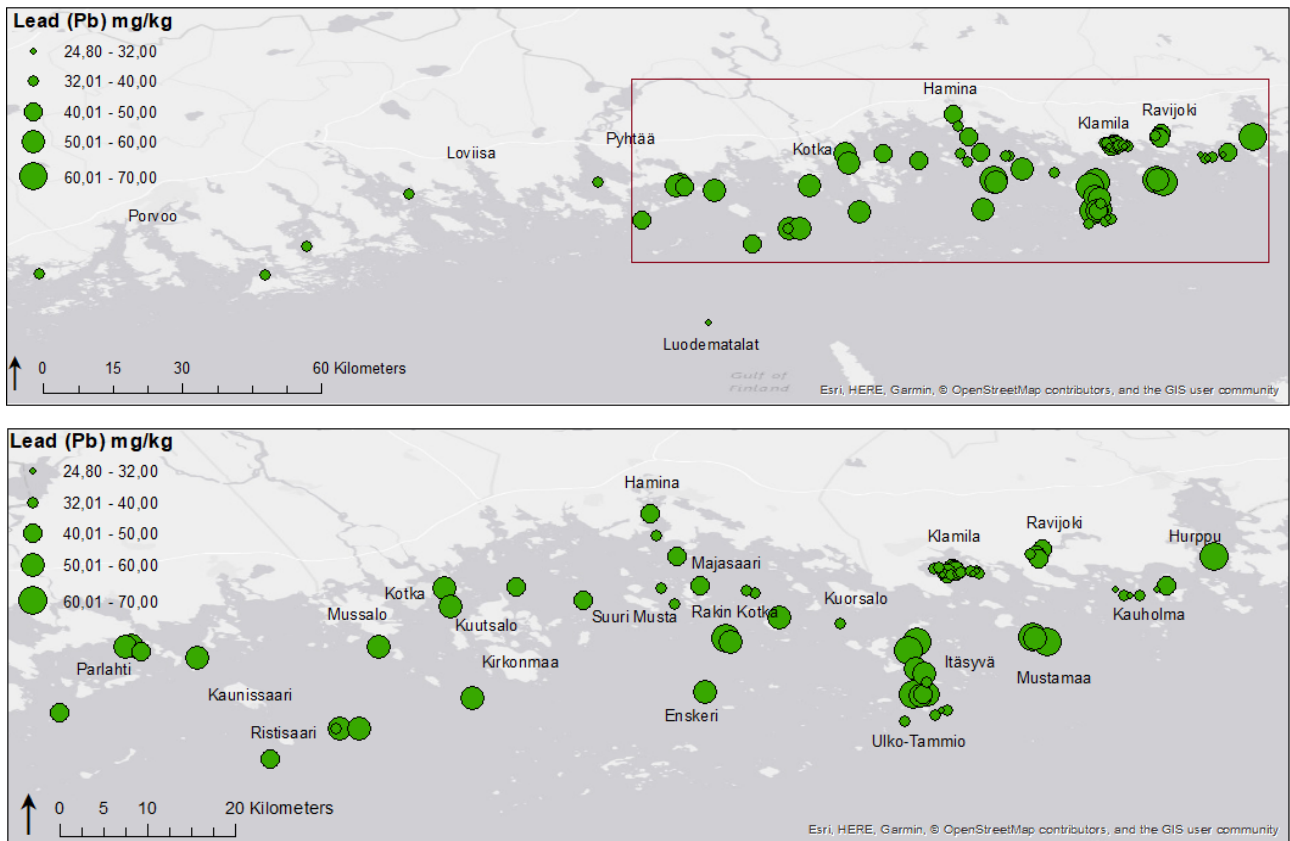 Lead (Pb) mg/kg
24,80 - 32,00
32,01 - 40,00
40,01 - 50,00
50,01 - 60,00
60,01 - 70,00
Hamina
Ravijoki
Klamila
Pyhtää
Kotka
Loviisa
Porvoo
Luodematalat
0 15 30 60 Kilometers
Gulf of
Finland
Esri, HERE, Garmin, © OpenStreetMap contributors, and the GIS user community
Lead (Pb) mg/kg
24,80 - 32,00
32,01 - 40,00
40,01 - 50,00
50,01 - 60,00
60,01 - 70,00
Hamina
Ravijoki
Klamila
Hurppu
Majasaari
Kotka
Kuorsalo
Kauholma
Mussalo
Suuri Musta
Rakin Kotka
Kuutsalo
Parlahti
Kirkonmaa
Itäsyvä
Mustamaa
Kaunissaari
Enskeri
Ristisaari
Ulko-Tammio
0 5 10 20 Kilometers
Esri, HERE, Garmin, © OpenStreetMap contributors, and the GIS user community